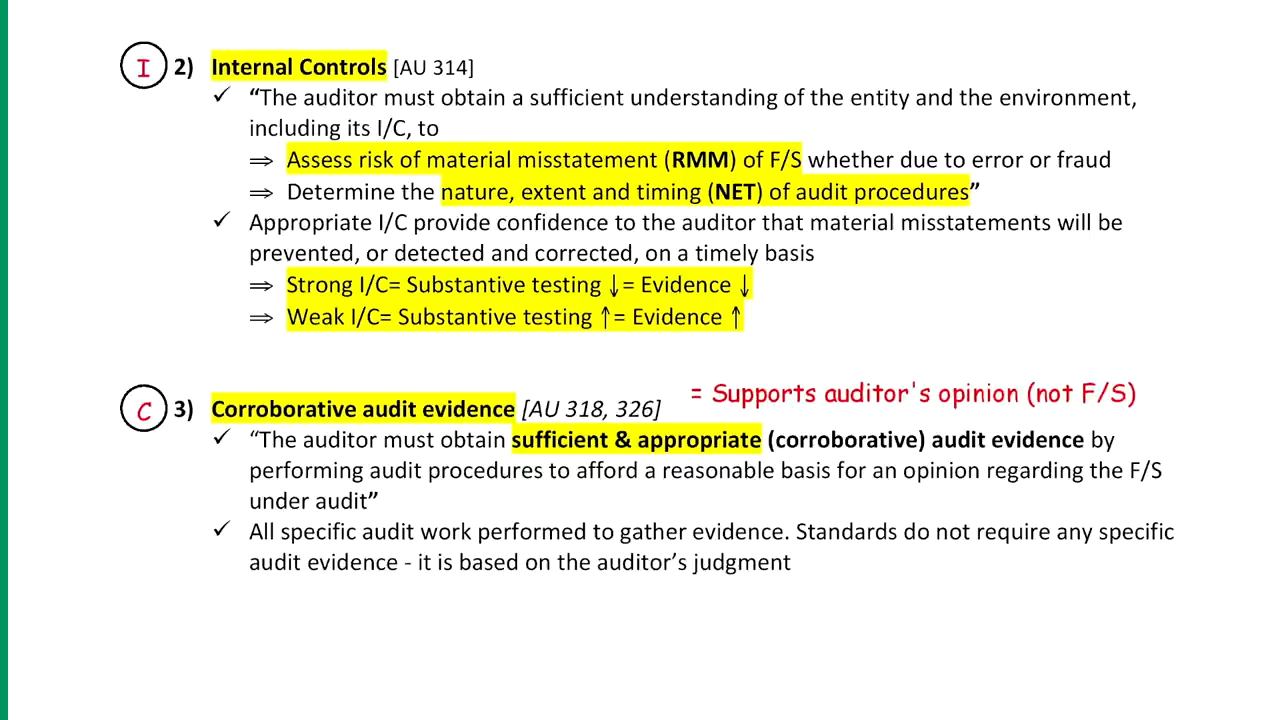 I 2) Internal Controls [AU 314]
✓ “The auditor must obtain a sufficient understanding of the entity and the environment,
including its I/C, to
⇒ Assess risk of material misstatement (RMM) of F/S whether due to error or fraud
⇒ Determine the nature, extent and timing (NET) of audit procedures”
✓ Appropriate I/C provide confidence to the auditor that material misstatements will be
prevented, or detected and corrected, on a timely basis
⇒ Strong I/C= Substantive testing ↓= Evidence ↓
⇒ Weak I/C= Substantive testing ↑= Evidence ↑
= Supports auditor's opinion (not F/S)
C 3) Corroborative audit evidence [AU 318, 326]
✓ “The auditor must obtain sufficient & appropriate (corroborative) audit evidence by
performing audit procedures to afford a reasonable basis for an opinion regarding the F/S
under audit”
✓ All specific audit work performed to gather evidence. Standards do not require any specific
audit evidence - it is based on the auditor’s judgment